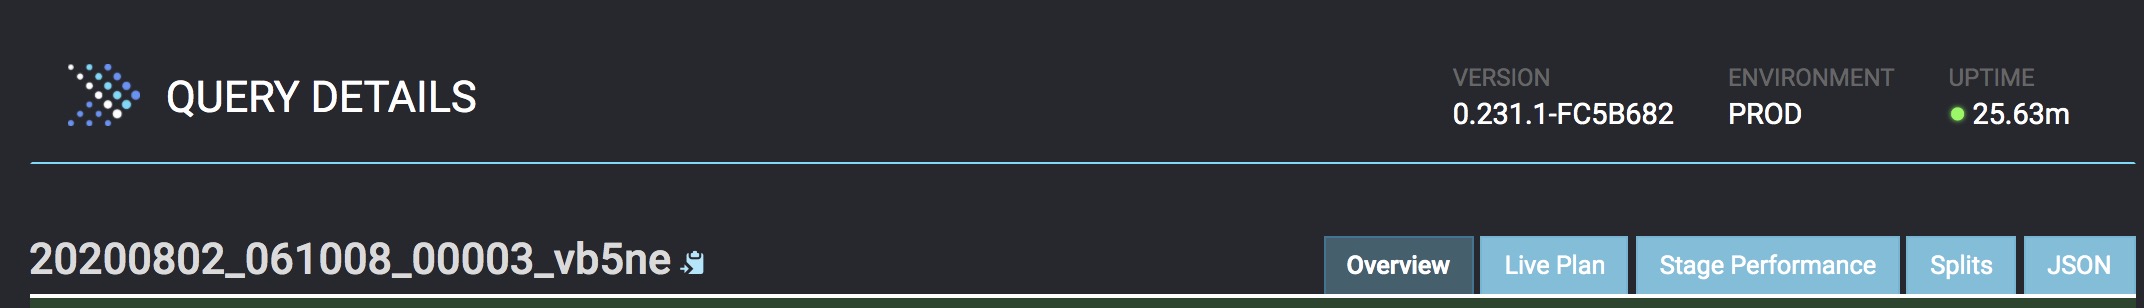 QUERY DETAILS
VERSION ENVIRONMENT UPTIME
0.231.1-FC5B682 PROD 25.63m
20200802_061008_00003_vb5ne
Overview Live Plan Stage Performance Splits JSON